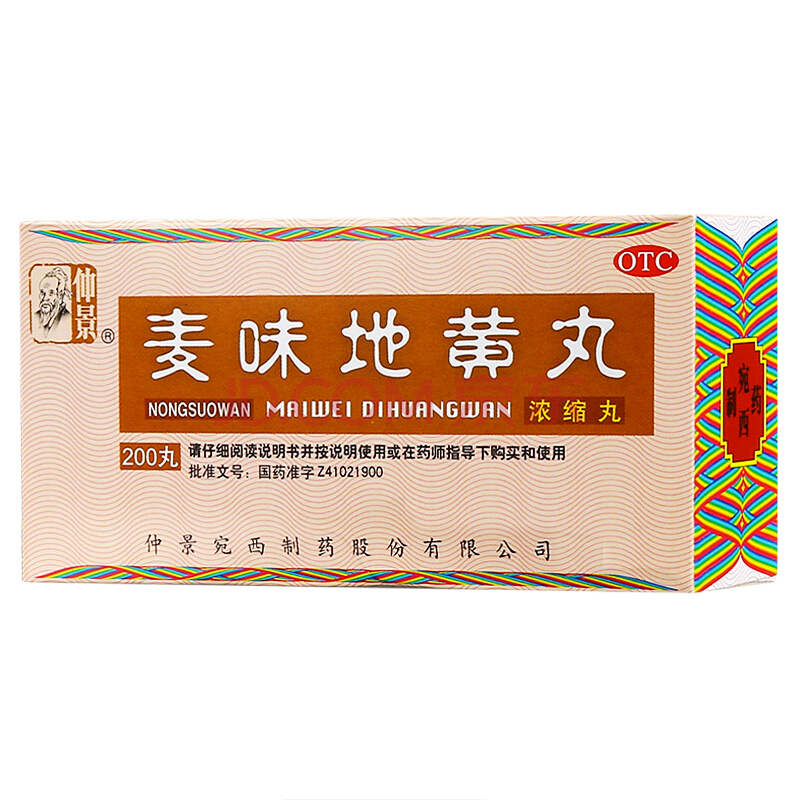 仲景
®
OTC
麦味地黄丸
NONGSUOWAN MAIWEI DIHUANGWAN 浓缩丸
200丸
请仔细阅读说明书并按说明使用或在药师指导下购买和使用
批准文号：国药准字Z41021900
仲景宛西制药股份有限公司
宛西制药